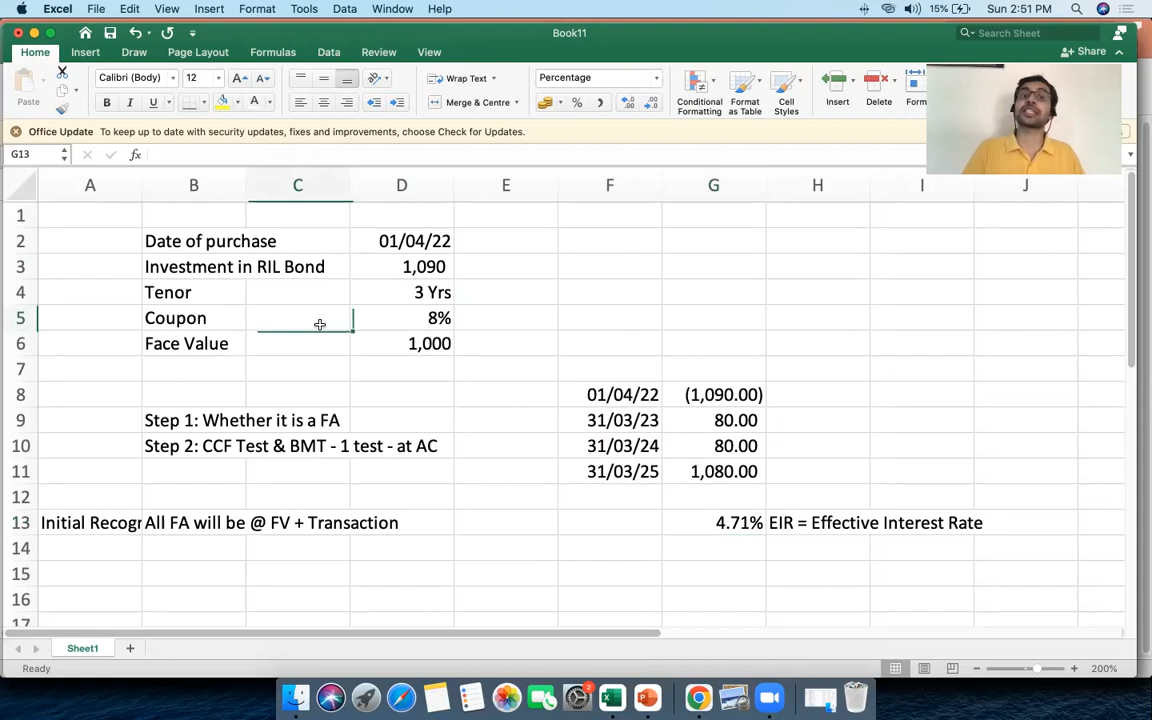 Excel File Edit View Insert Format Tools Data Window Help 15% Sun 2:51 PM
Book11 Search Sheet
Home Insert Draw Page Layout Formulas Data Review View Share
Paste Calibri (Body) 12 A A Wrap Text Percentage Conditional Formatting Format as Table Cell Styles Insert Delete Form
B I U A Merge & Centre %
Office Update To keep up to date with security updates, fixes and improvements, choose Check for Updates.
G13 fx
A B C D E F G H I J
1
2 Date of purchase 01/04/22
3 Investment in RIL Bond 1,090
4 Tenor 3 Yrs
5 Coupon 8%
6 Face Value 1,000
7
8 01/04/22 (1,090.00)
9 Step 1: Whether it is a FA 31/03/23 80.00
10 Step 2: CCF Test & BMT - 1 test - at AC 31/03/24 80.00
11 31/03/25 1,080.00
12
13 Initial Recogr All FA will be @ FV + Transaction 4.71% EIR = Effective Interest Rate
14
15
16
17
Sheet1 +
Ready 200%
2